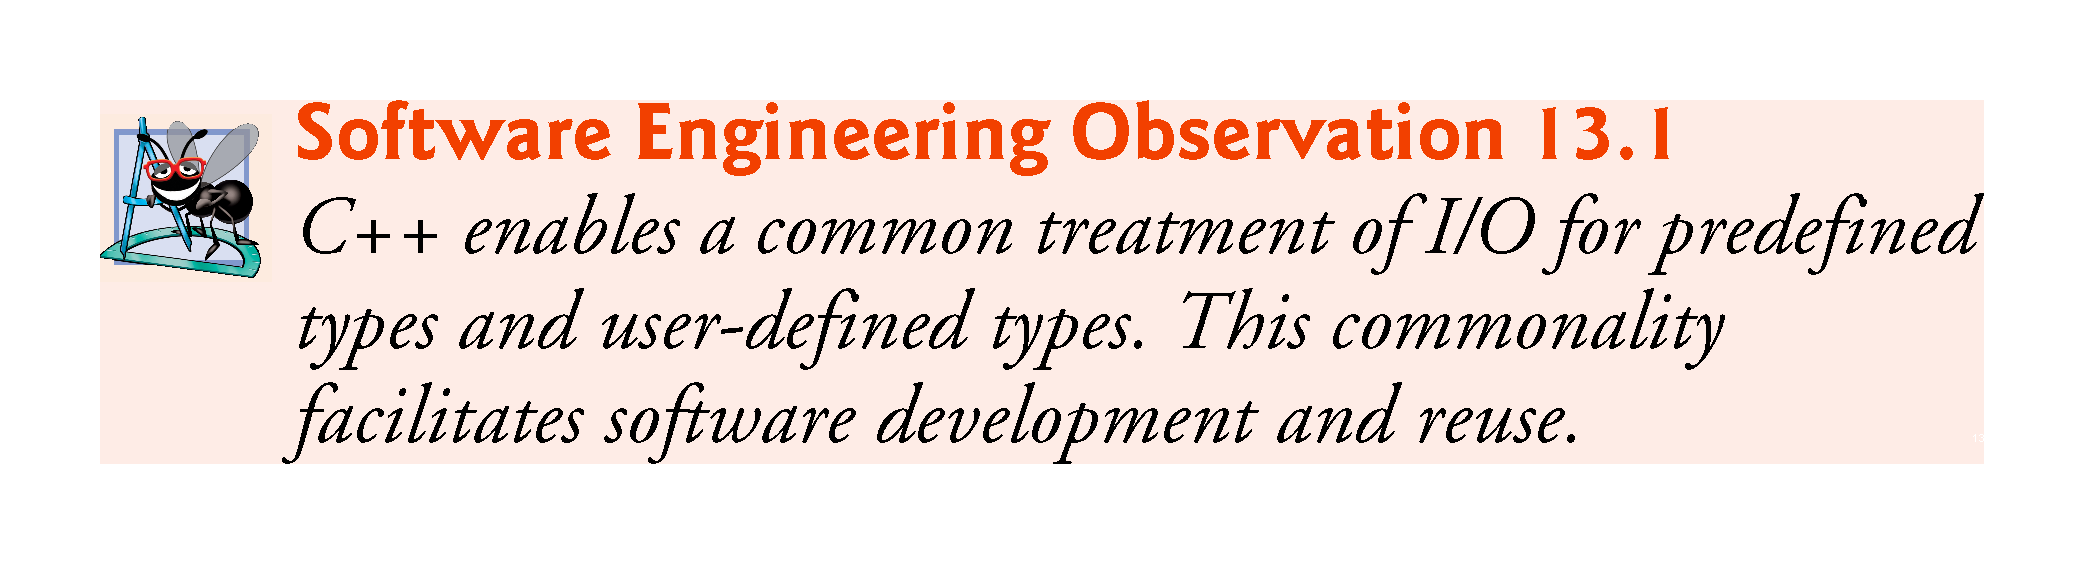 Software Engineering Observation 13.1
C++ enables a common treatment of I/O for predefined
types and user-defined types. This commonality
facilitates software development and reuse.